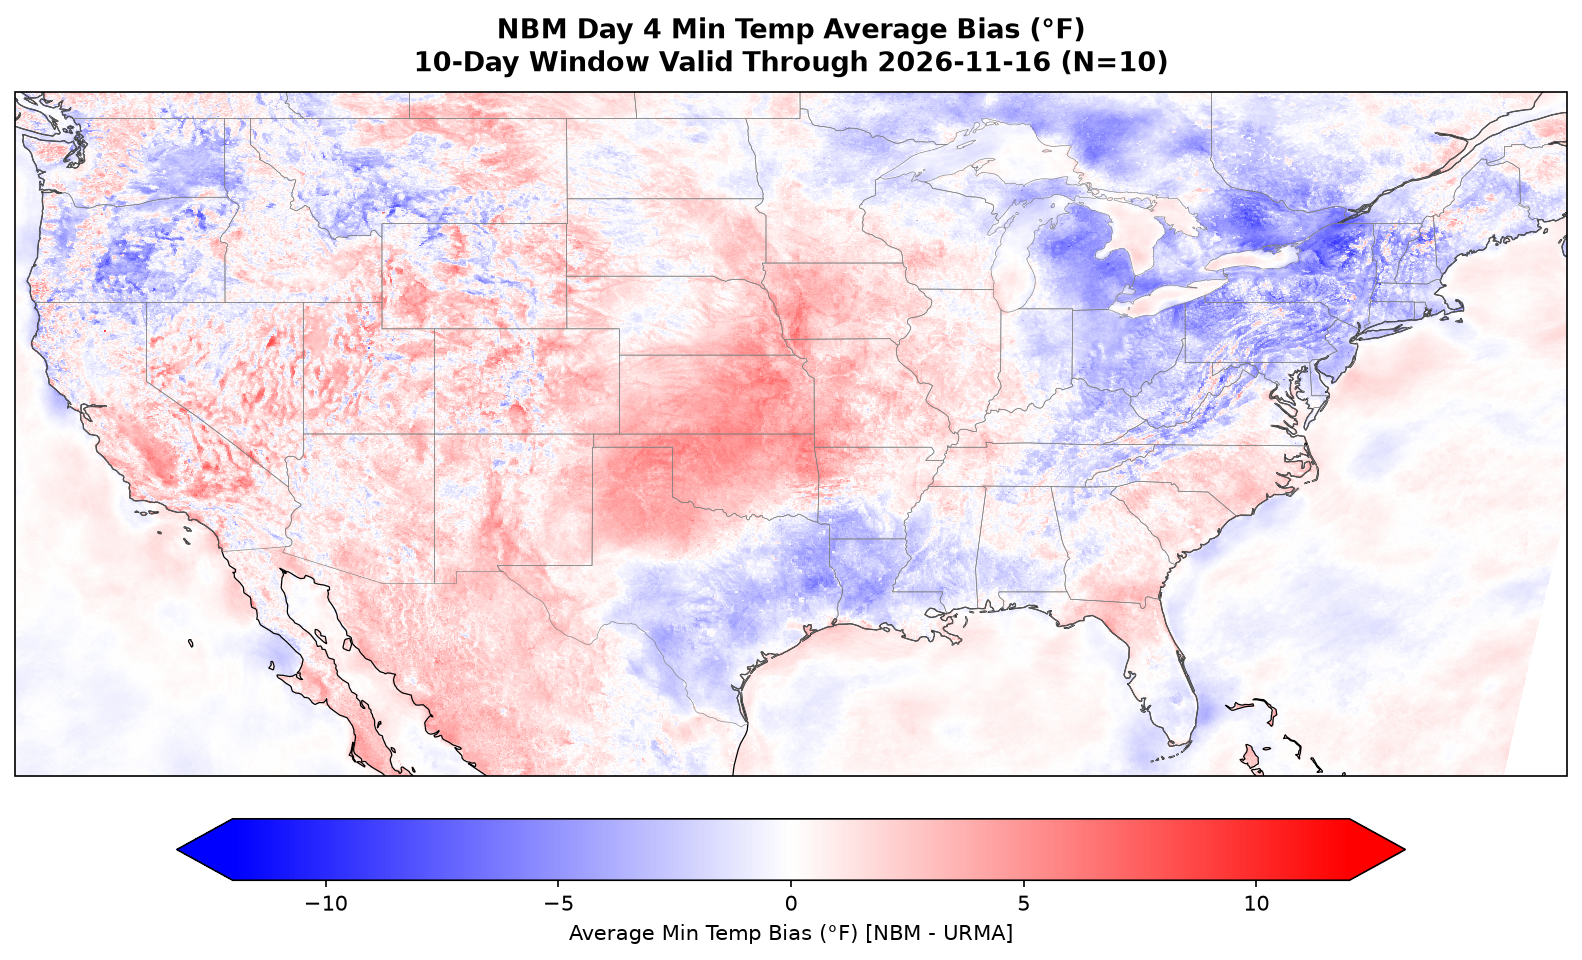 NBM Day 4 Min Temp Average Bias (°F)
10-Day Window Valid Through 2026-11-16 (N=10)
−10 −5 0 5 10
Average Min Temp Bias (°F) [NBM - URMA]